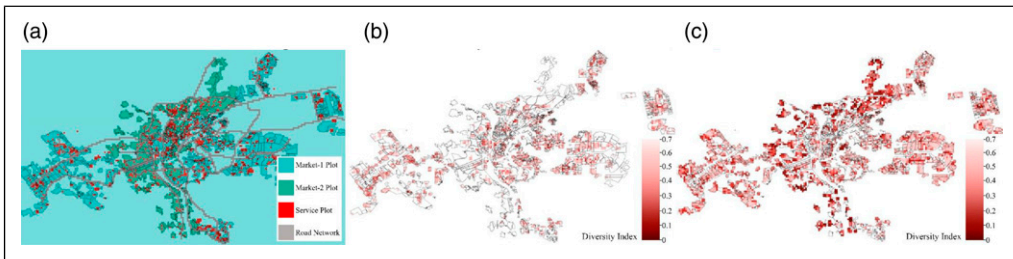 (a)
(b)
(c)
Market-1 Plot
Market-2 Plot
Service Plot
Road Network
0.7
0.6
0.5
0.4
0.3
0.2
0.1
0
Diversity Index
0.7
0.6
0.5
0.4
0.3
0.2
0.1
0
Diversity Index